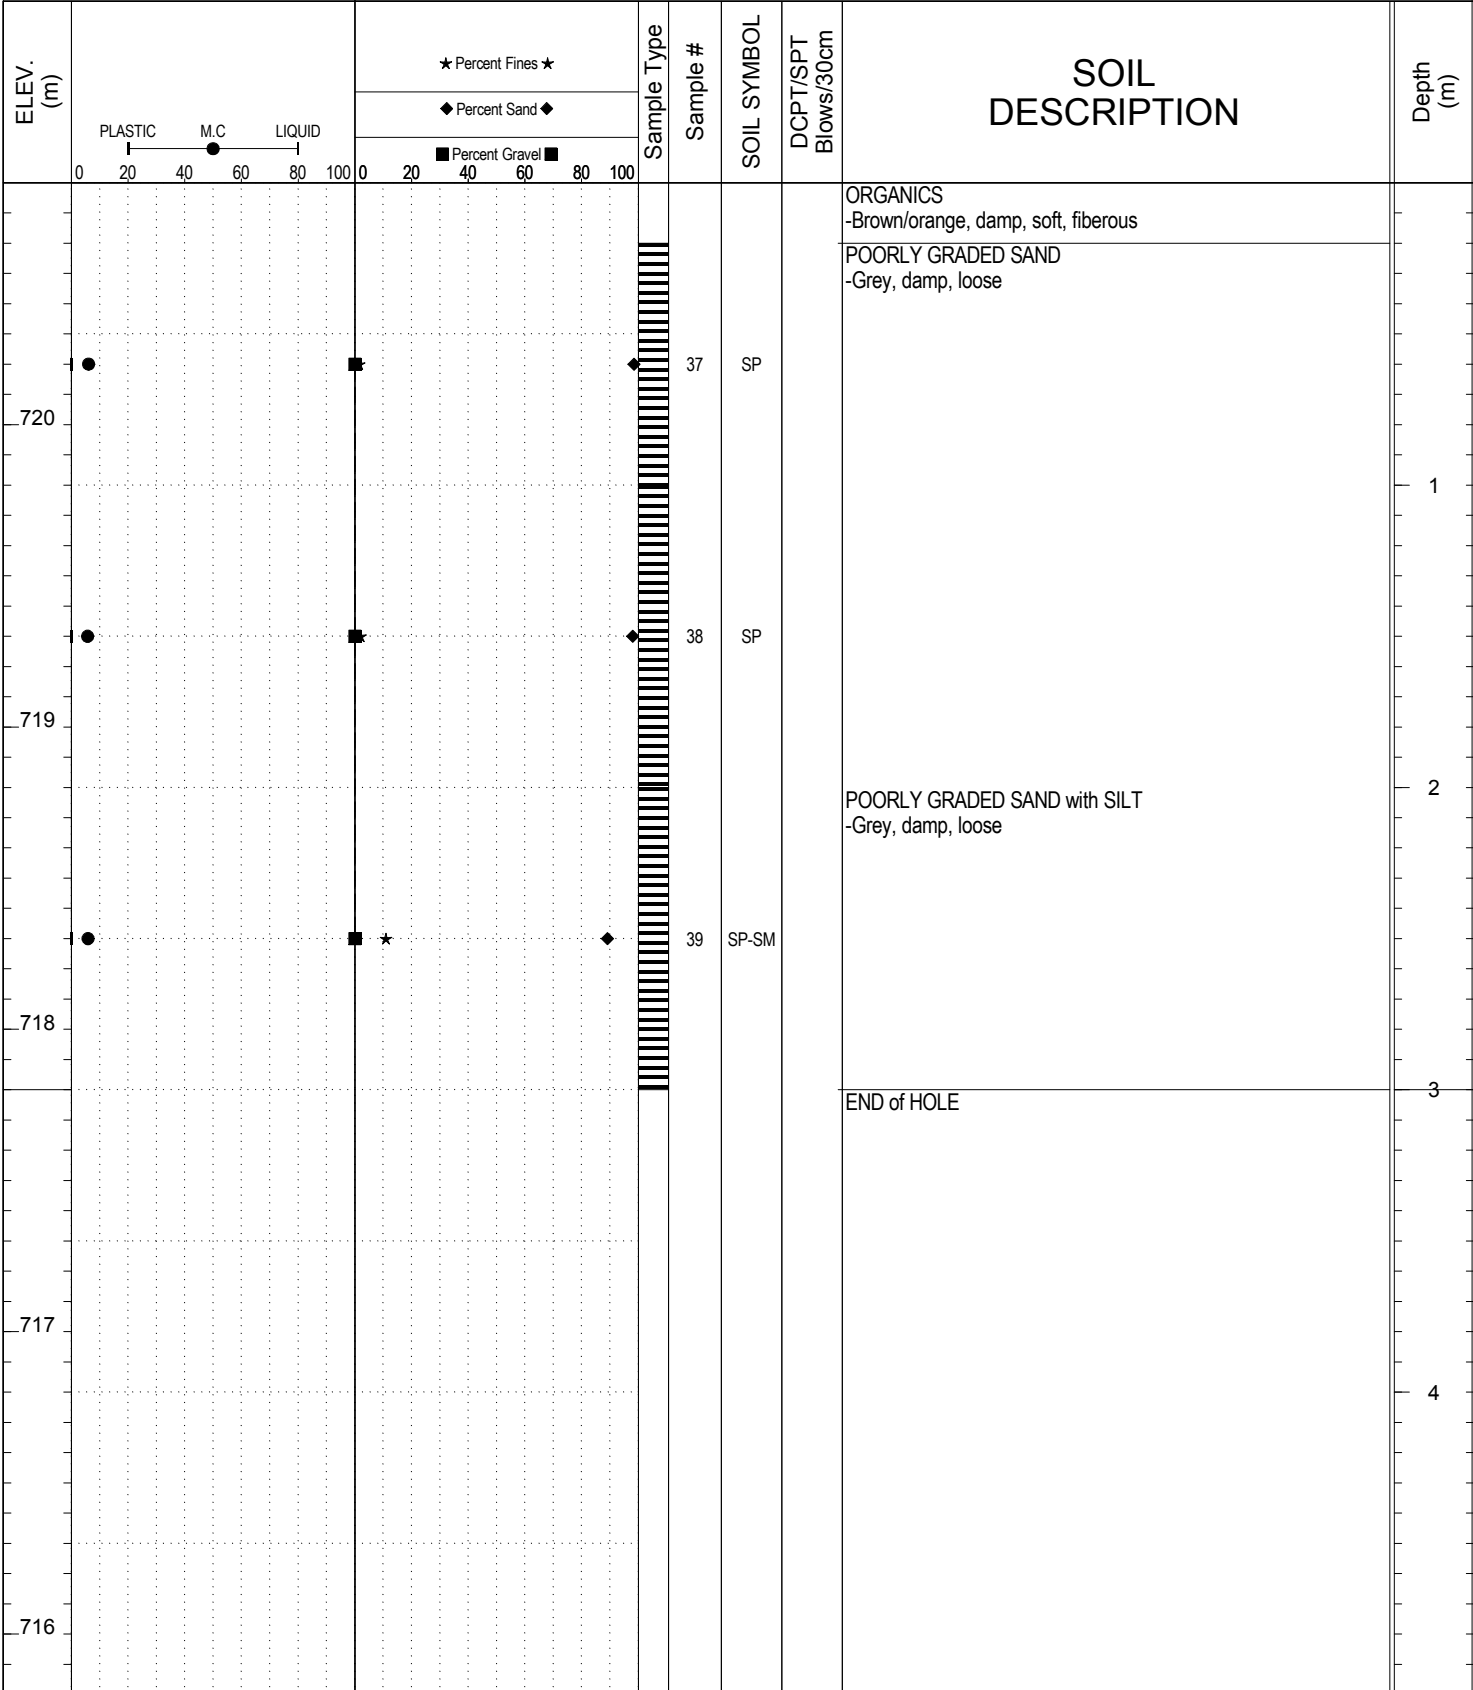 ELEV.
(m)
PLASTIC M.C LIQUID
0 20 40 60 80 100
★ Percent Fines ★
◆ Percent Sand ◆
■ Percent Gravel ■
0 20 40 60 80 100
Sample Type
Sample #
SOIL SYMBOL
DCPT/SPT
Blows/30cm
SOIL
DESCRIPTION
Depth
(m)
ORGANICS
-Brown/orange, damp, soft, fiberous
POORLY GRADED SAND
-Grey, damp, loose
37 SP
720
1
38 SP
719
2
POORLY GRADED SAND with SILT
-Grey, damp, loose
39 SP-SM
718
3
END of HOLE
717
4
716